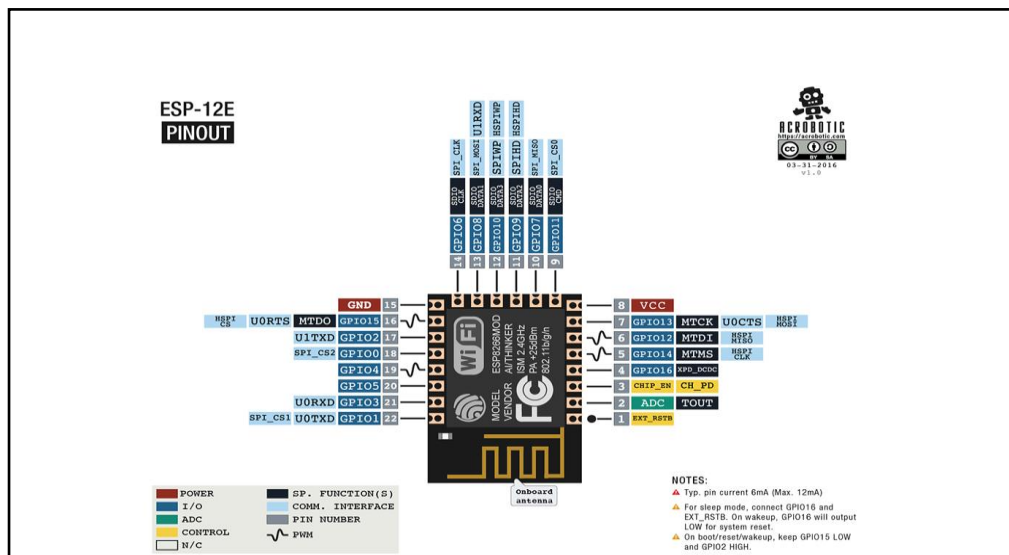 ESP-12E
PINOUT
ACROBOTIC
https://acrobotic.com
CC BY SA
03-31-2016
v1.0
14 GPIO6 SDIO CLK SPI_CLK
13 GPIO8 SDIO DATA1 SPI_MOSI U1RXD
12 GPIO10 SDIO DATA3 SPIWP HSPIWP
11 GPIO9 SDIO DATA2 SPIHD HSPIHD
10 GPIO7 SDIO DATA0 SPI_MISO
9 GPIO11 SDIO CMD SPI_CS0
GND 15
HSPI CS U0RTS MTDO GPIO15 16
U1TXD GPIO2 17
SPI_CS2 GPIO0 18
GPIO4 19
GPIO5 20
U0RXD GPIO3 21
SPI_CS1 U0TXD GPIO1 22
WiFi
MODEL ESP8266MOD
VENDOR AI/THINKER
ISM 2.4GHz
PA +25dBm
802.11b/g/n
FC
8 VCC
7 GPIO13 MTCK U0CTS HSPI MOSI
6 GPIO12 MTDI HSPI MISO
5 GPIO14 MTMS HSPI CLK
4 GPIO16 XPD_DCDC
3 CHIP_EN CH_PD
2 ADC TOUT
1 EXT_RSTB
Onboard
antenna
POWER
I/O
ADC
CONTROL
N/C
SP. FUNCTION(S)
COMM. INTERFACE
PIN NUMBER
PWM
NOTES:
Typ. pin current 6mA (Max. 12mA)
For sleep mode, connect GPIO16 and
EXT_RSTB. On wakeup, GPIO16 will output
LOW for system reset.
On boot/reset/wakeup, keep GPIO15 LOW
and GPIO2 HIGH.